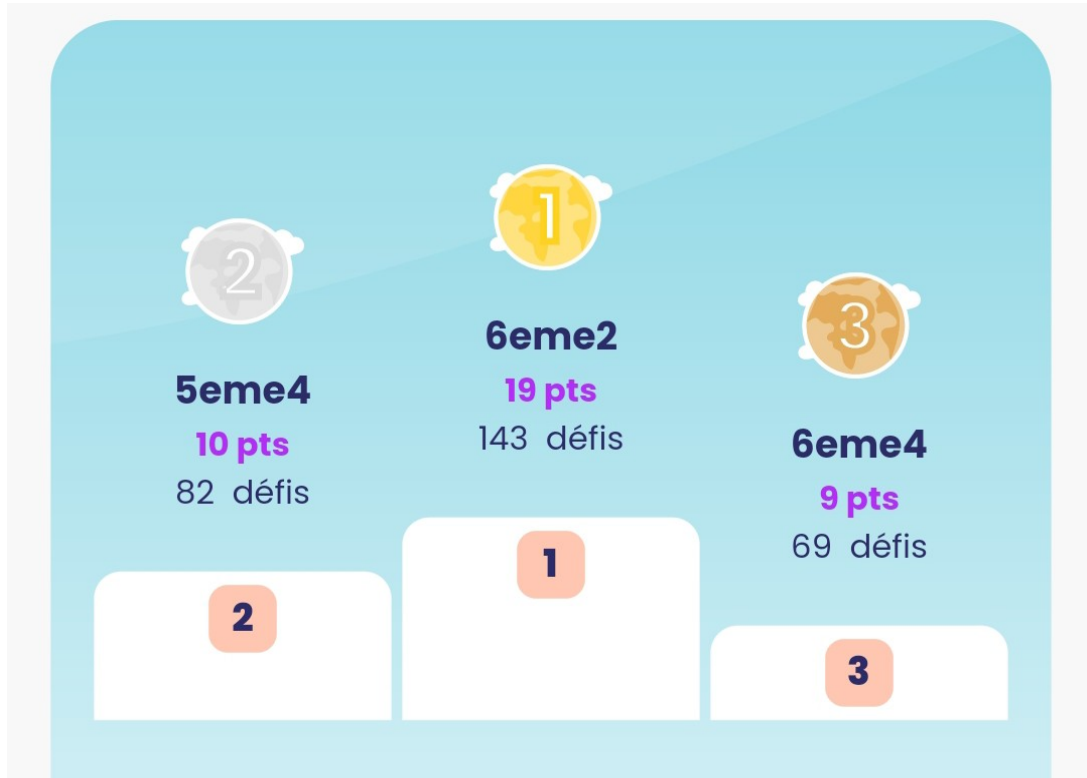 2
5eme4
10 pts
82 défis
2
1
6eme2
19 pts
143 défis
1
3
6eme4
9 pts
69 défis
3